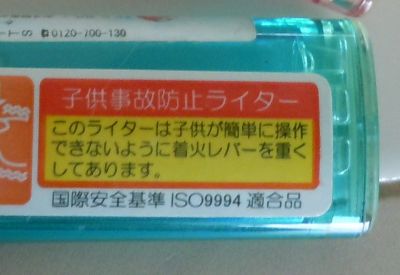 TS ☎0120-700-130
子供事故防止ライター
このライターは子供が簡単に操作
できないように着火レバーを重く
してあります。
国際安全基準 ISO9994 適合品